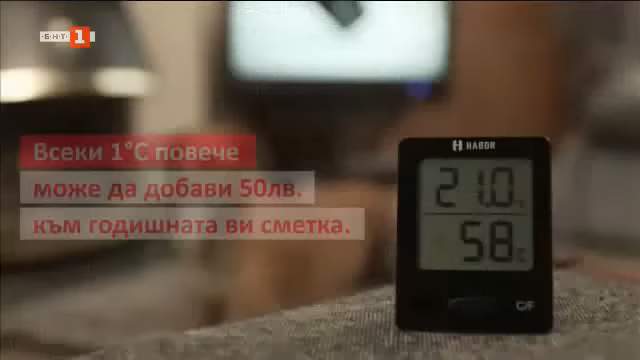 БНТ 1
Всеки 1°C повече
може да добави 50лв.
към годишната ви сметка.
HABOR
21.0
58
C/F